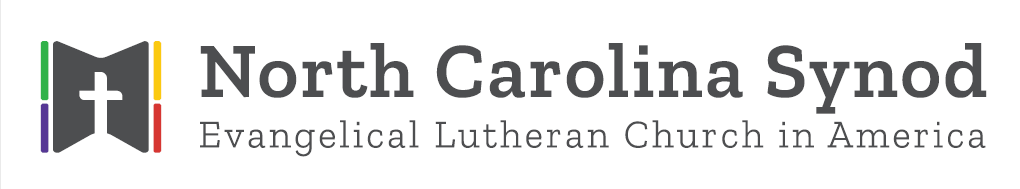 North Carolina Synod
Evangelical Lutheran Church in America